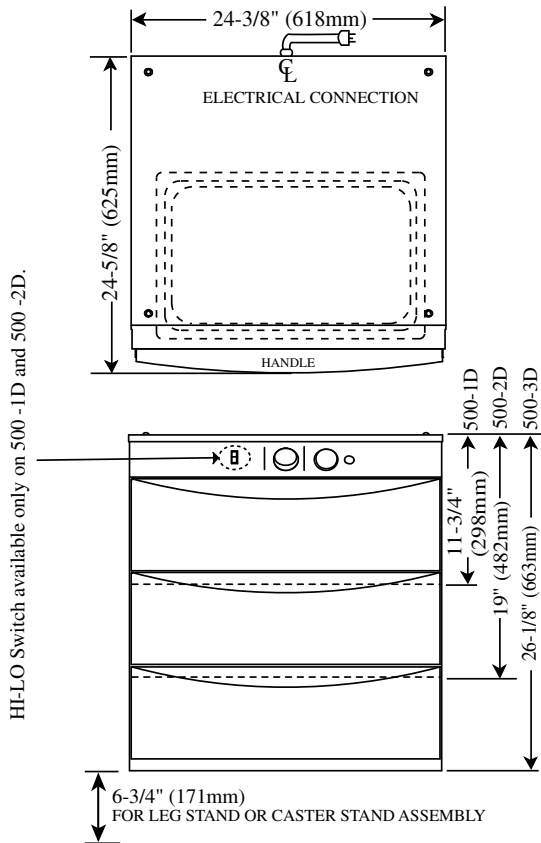 24-3/8" (618mm)
CL
ELECTRICAL CONNECTION
24-5/8" (625mm)
HANDLE
HI-LO Switch available only on 500 -1D and 500 -2D.
500-1D
500-2D
500-3D
11-3/4"
(298mm)
19" (482mm)
26-1/8" (663mm)
6-3/4" (171mm)
FOR LEG STAND OR CASTER STAND ASSEMBLY